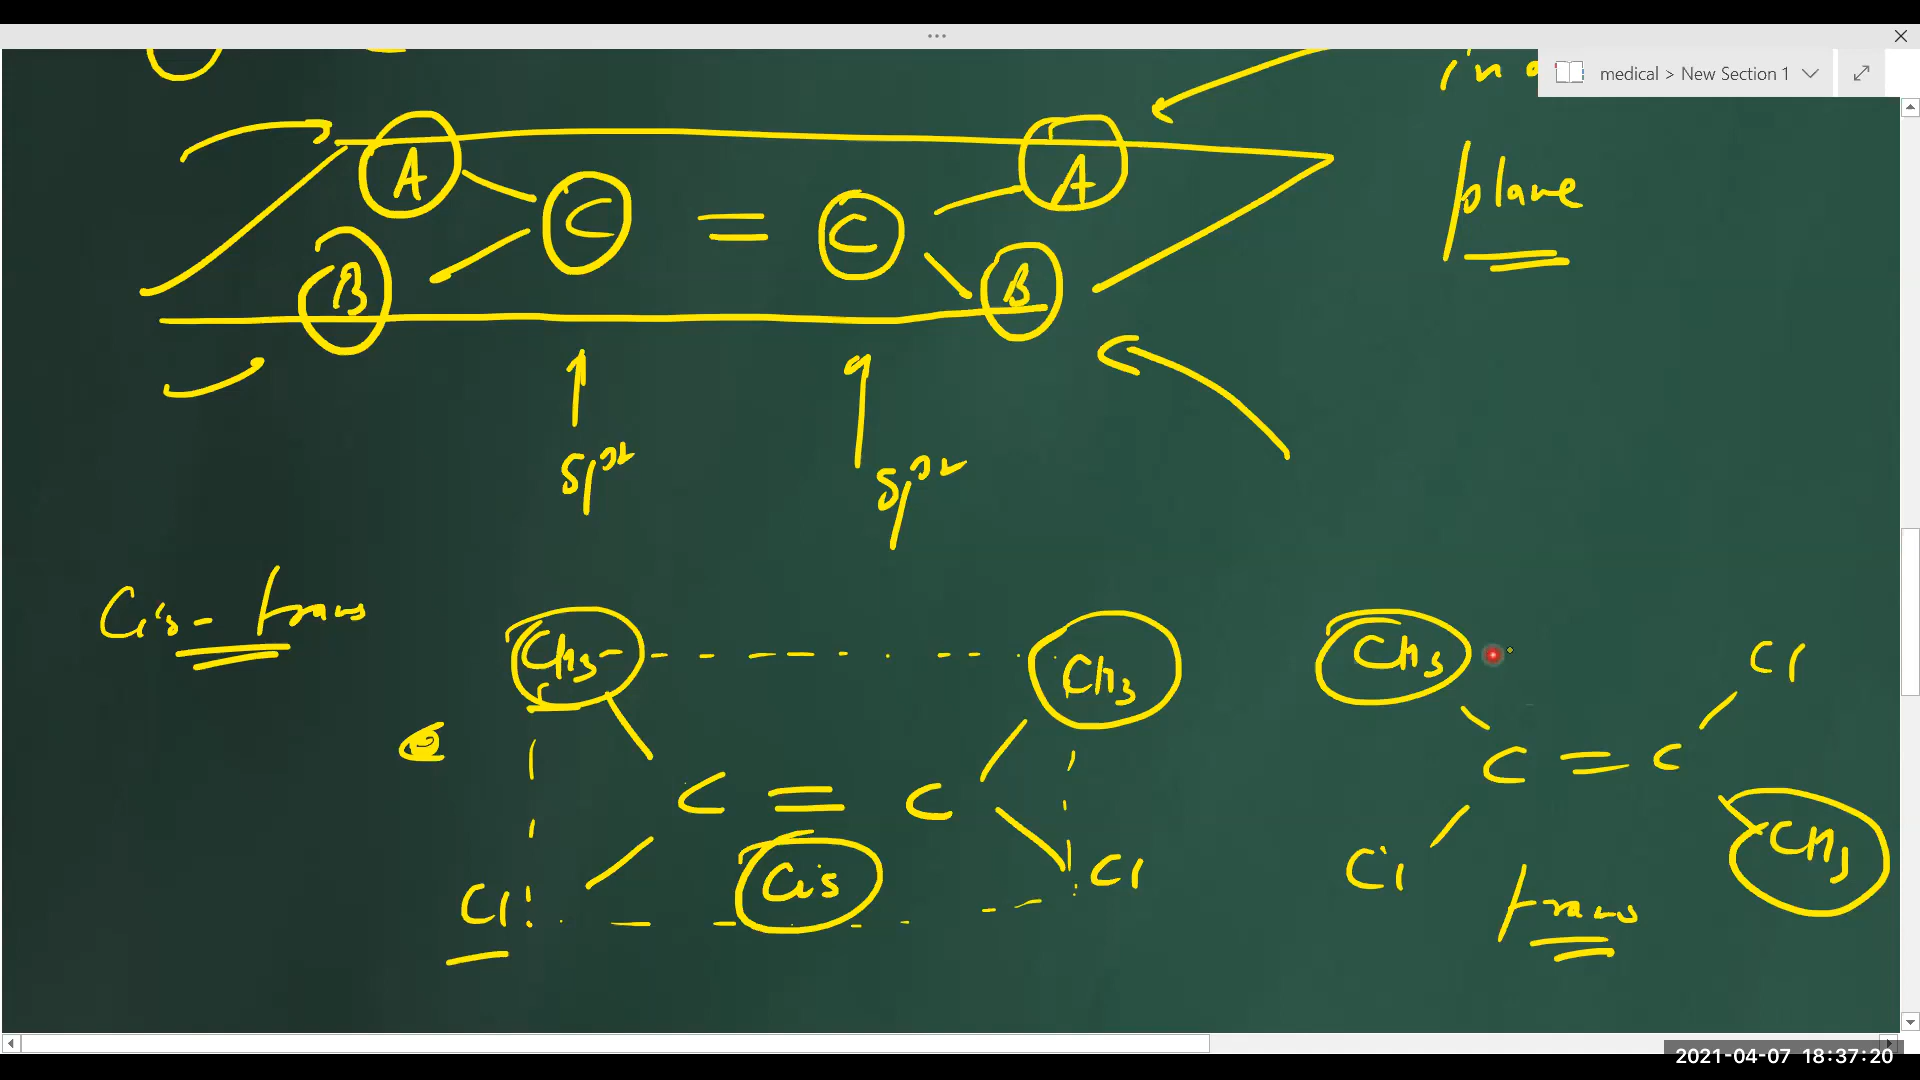 in a
medical > New Section 1
A A
plane
C = C
B B
sp²
sp²
Cis - trans
CH3 CH3
CH3 Cl
C = C
C = C
Cis
Cl Cl
Cl CH3
trans
2021-04-07 18:37:20